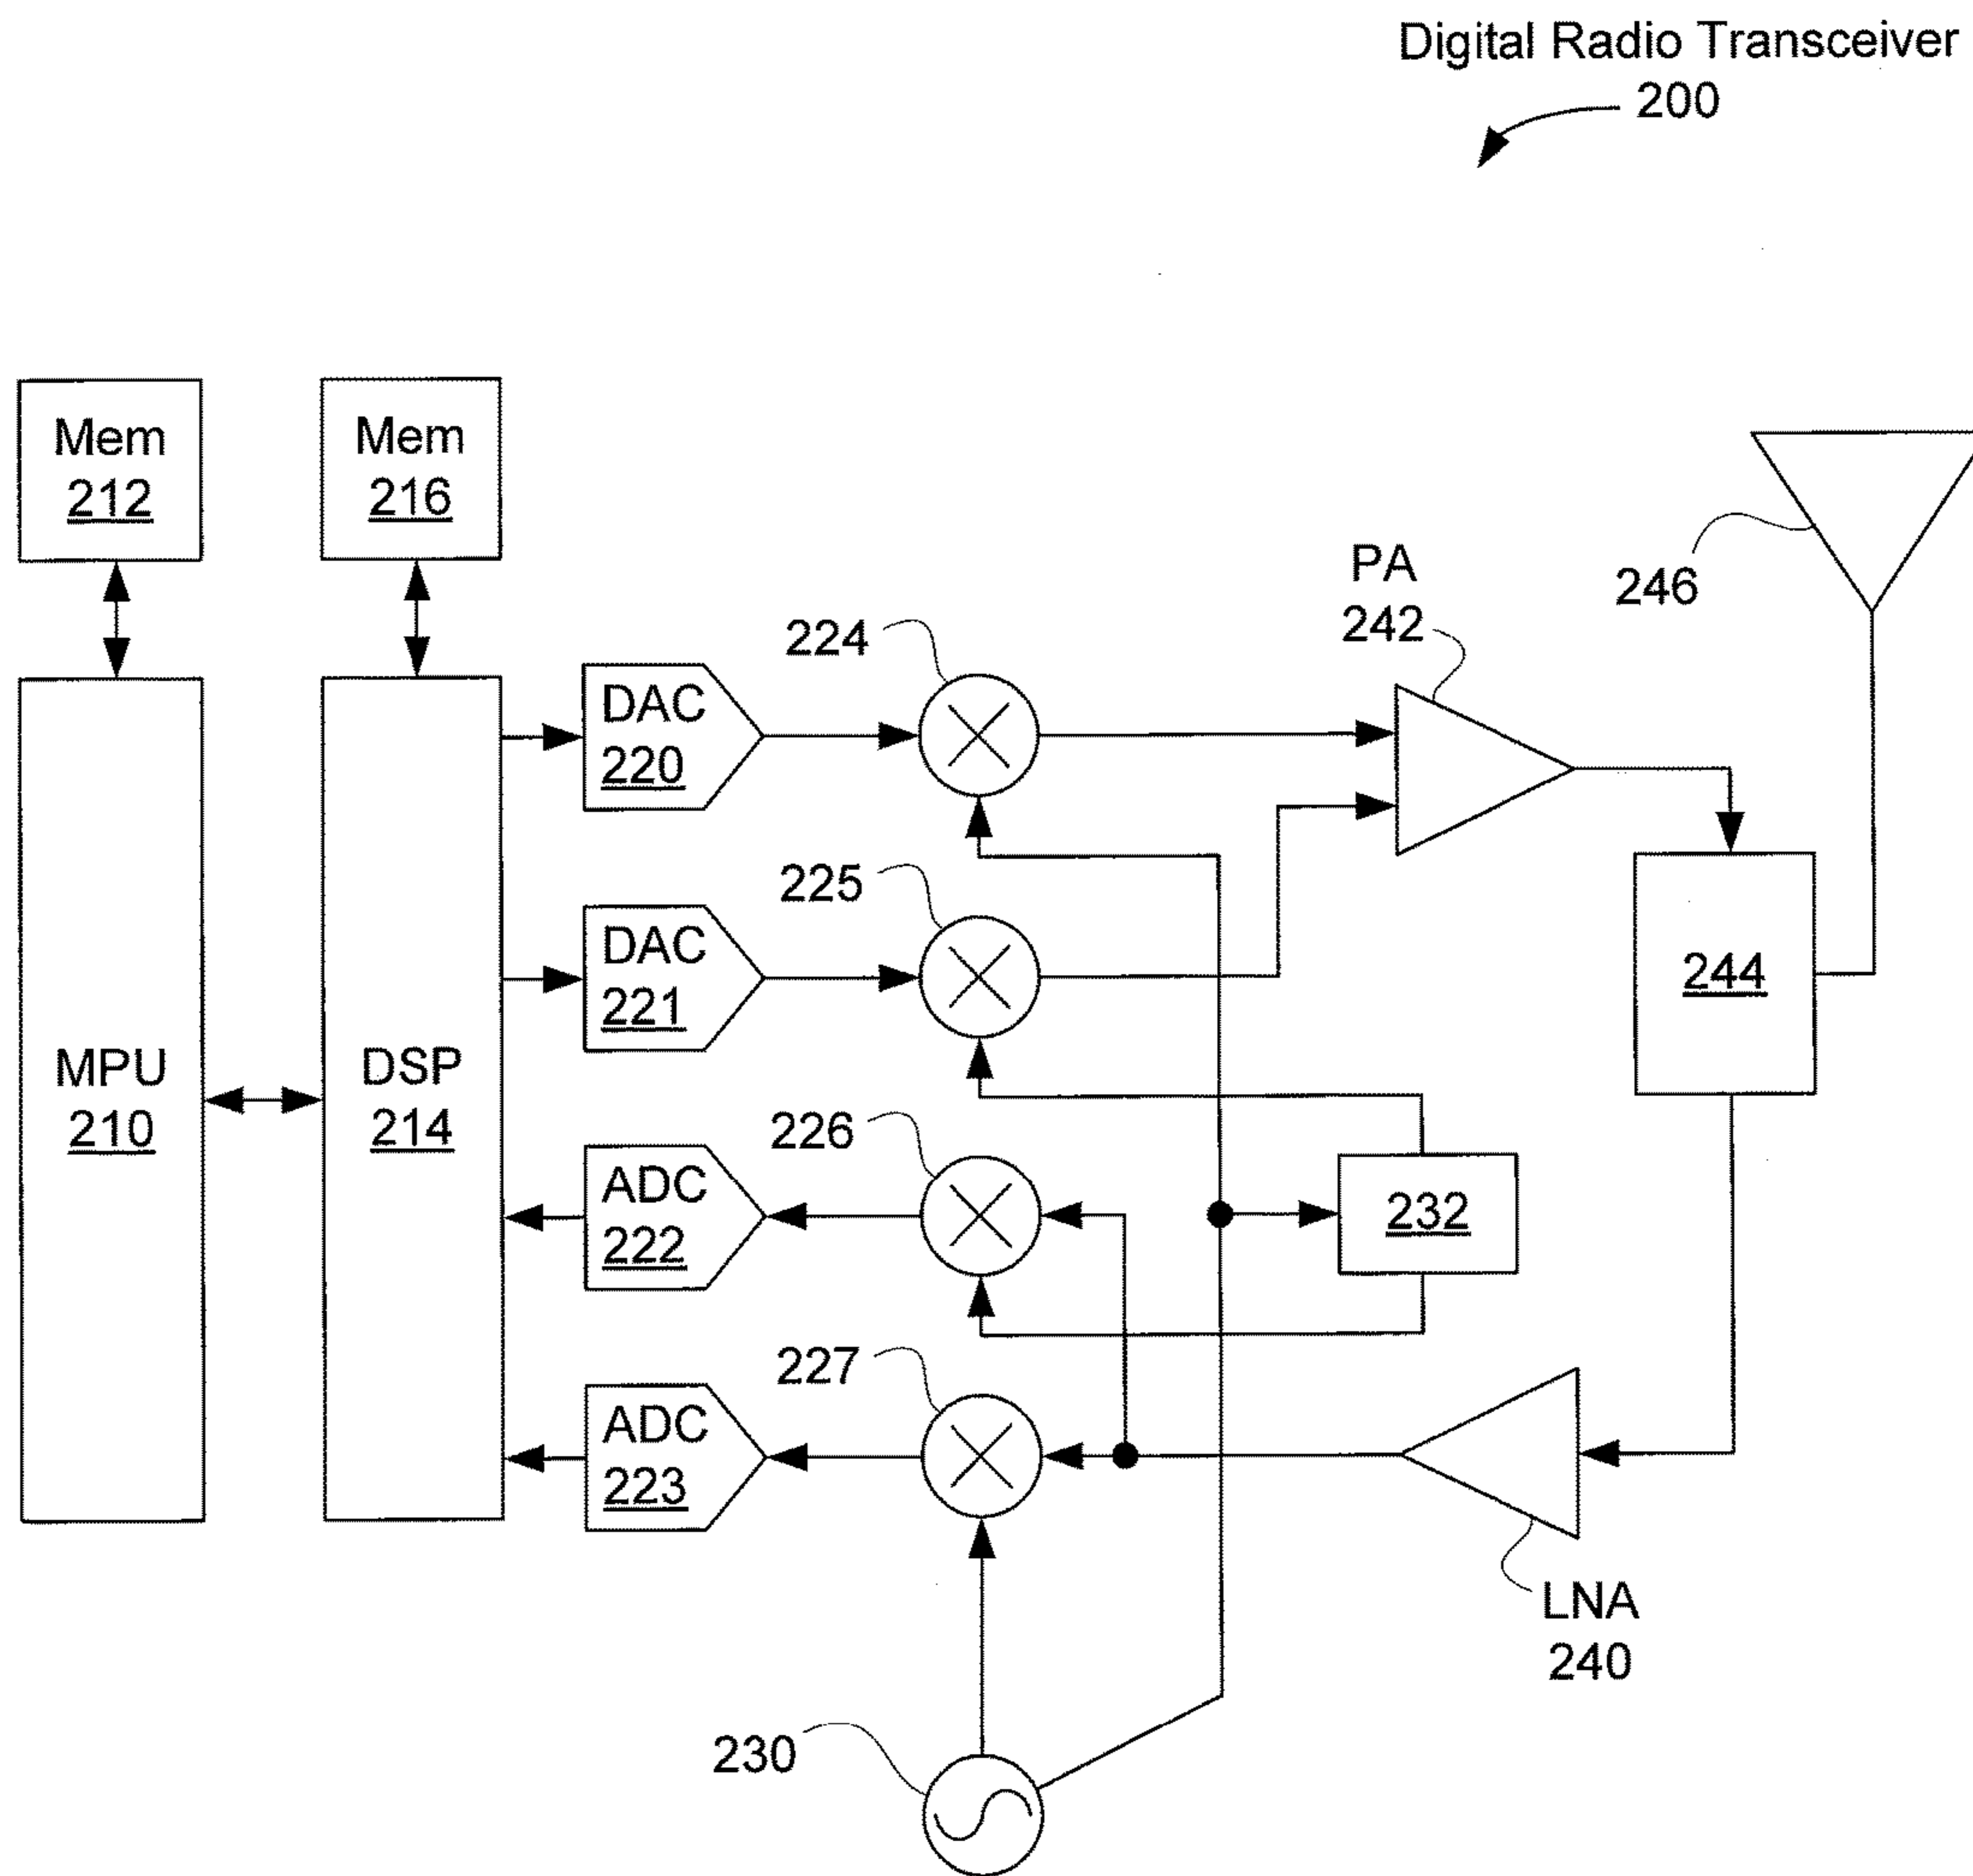 Digital Radio Transceiver
200
Mem
212
Mem
216
PA
242
246
224
DAC
220
225
DAC
221
244
MPU
210
DSP
214
226
ADC
222
232
227
ADC
223
LNA
240
230